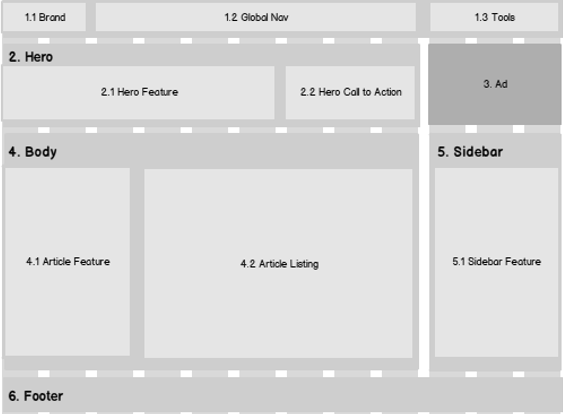 1.1 Brand
1.2 Global Nav
1.3 Tools
2. Hero
2.1 Hero Feature
2.2 Hero Call to Action
3. Ad
4. Body
4.1 Article Feature
4.2 Article Listing
5. Sidebar
5.1 Sidebar Feature
6. Footer